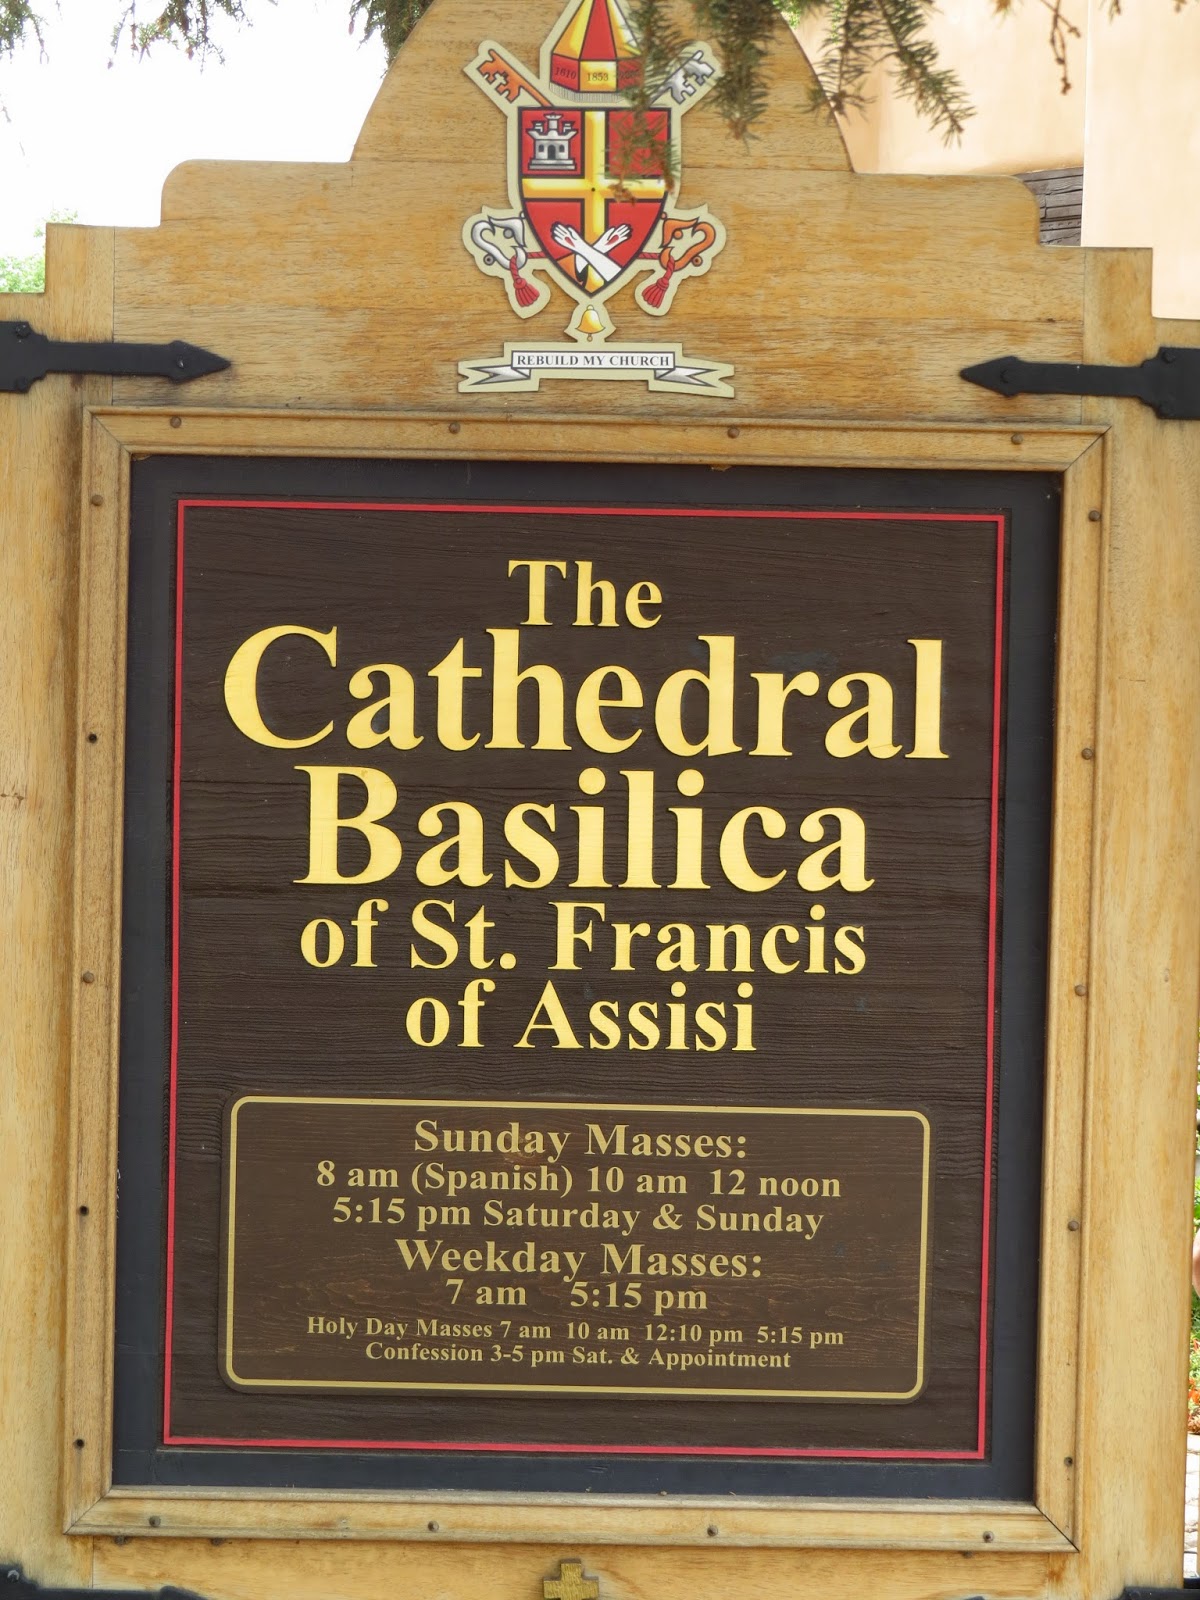 1610 1853
REBUILD MY CHURCH
The
Cathedral
Basilica
of St. Francis
of Assisi
Sunday Masses:
8 am (Spanish) 10 am 12 noon
5:15 pm Saturday & Sunday
Weekday Masses:
7 am 5:15 pm
Holy Day Masses 7 am 10 am 12:10 pm 5:15 pm
Confession 3-5 pm Sat. & Appointment